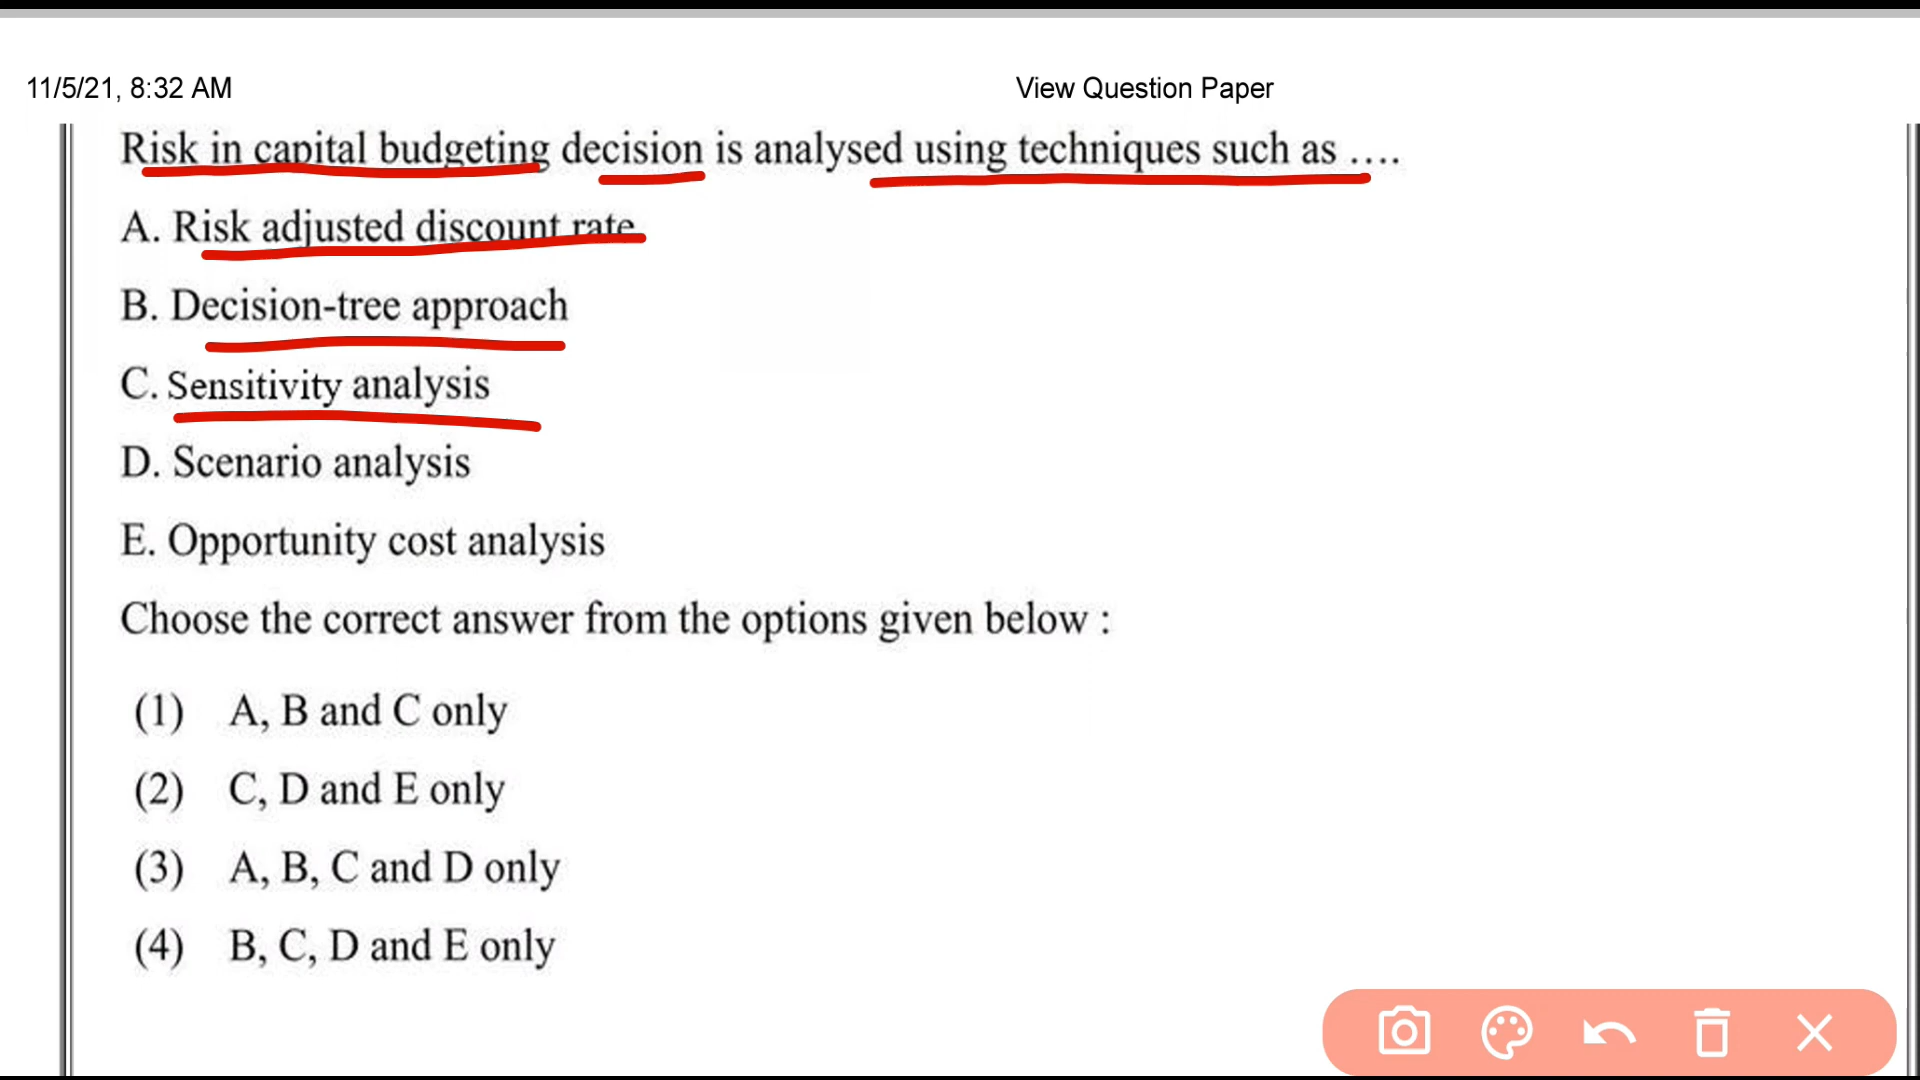 11/5/21, 8:32 AM View Question Paper
Risk in capital budgeting decision is analysed using techniques such as ....
A. Risk adjusted discount rate
B. Decision-tree approach
C. Sensitivity analysis
D. Scenario analysis
E. Opportunity cost analysis
Choose the correct answer from the options given below :
(1) A, B and C only
(2) C, D and E only
(3) A, B, C and D only
(4) B, C, D and E only